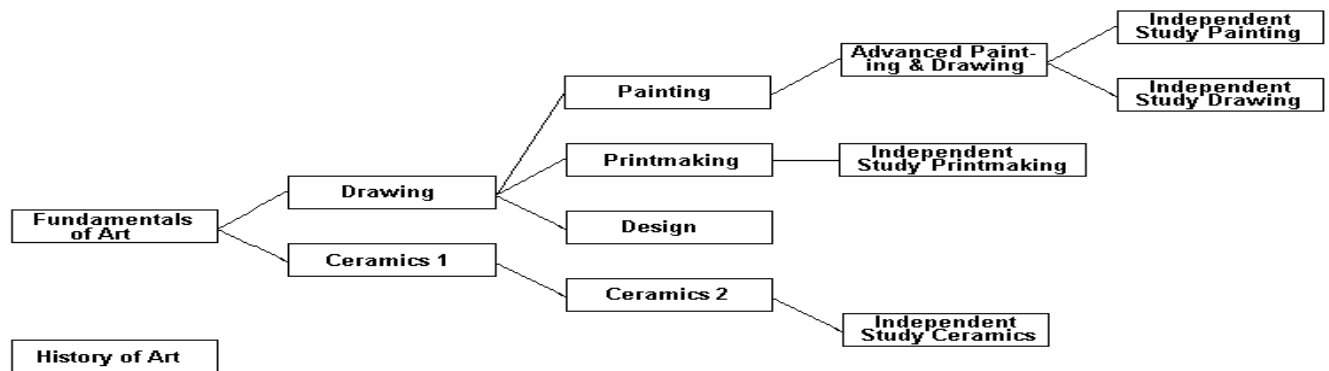 Independent
Study Painting
Advanced Paint-
ing & Drawing
Painting
Independent
Study Drawing
Printmaking
Independent
Study Printmaking
Drawing
Fundamentals
of Art
Design
Ceramics 1
Ceramics 2
Independent
Study Ceramics
History of Art